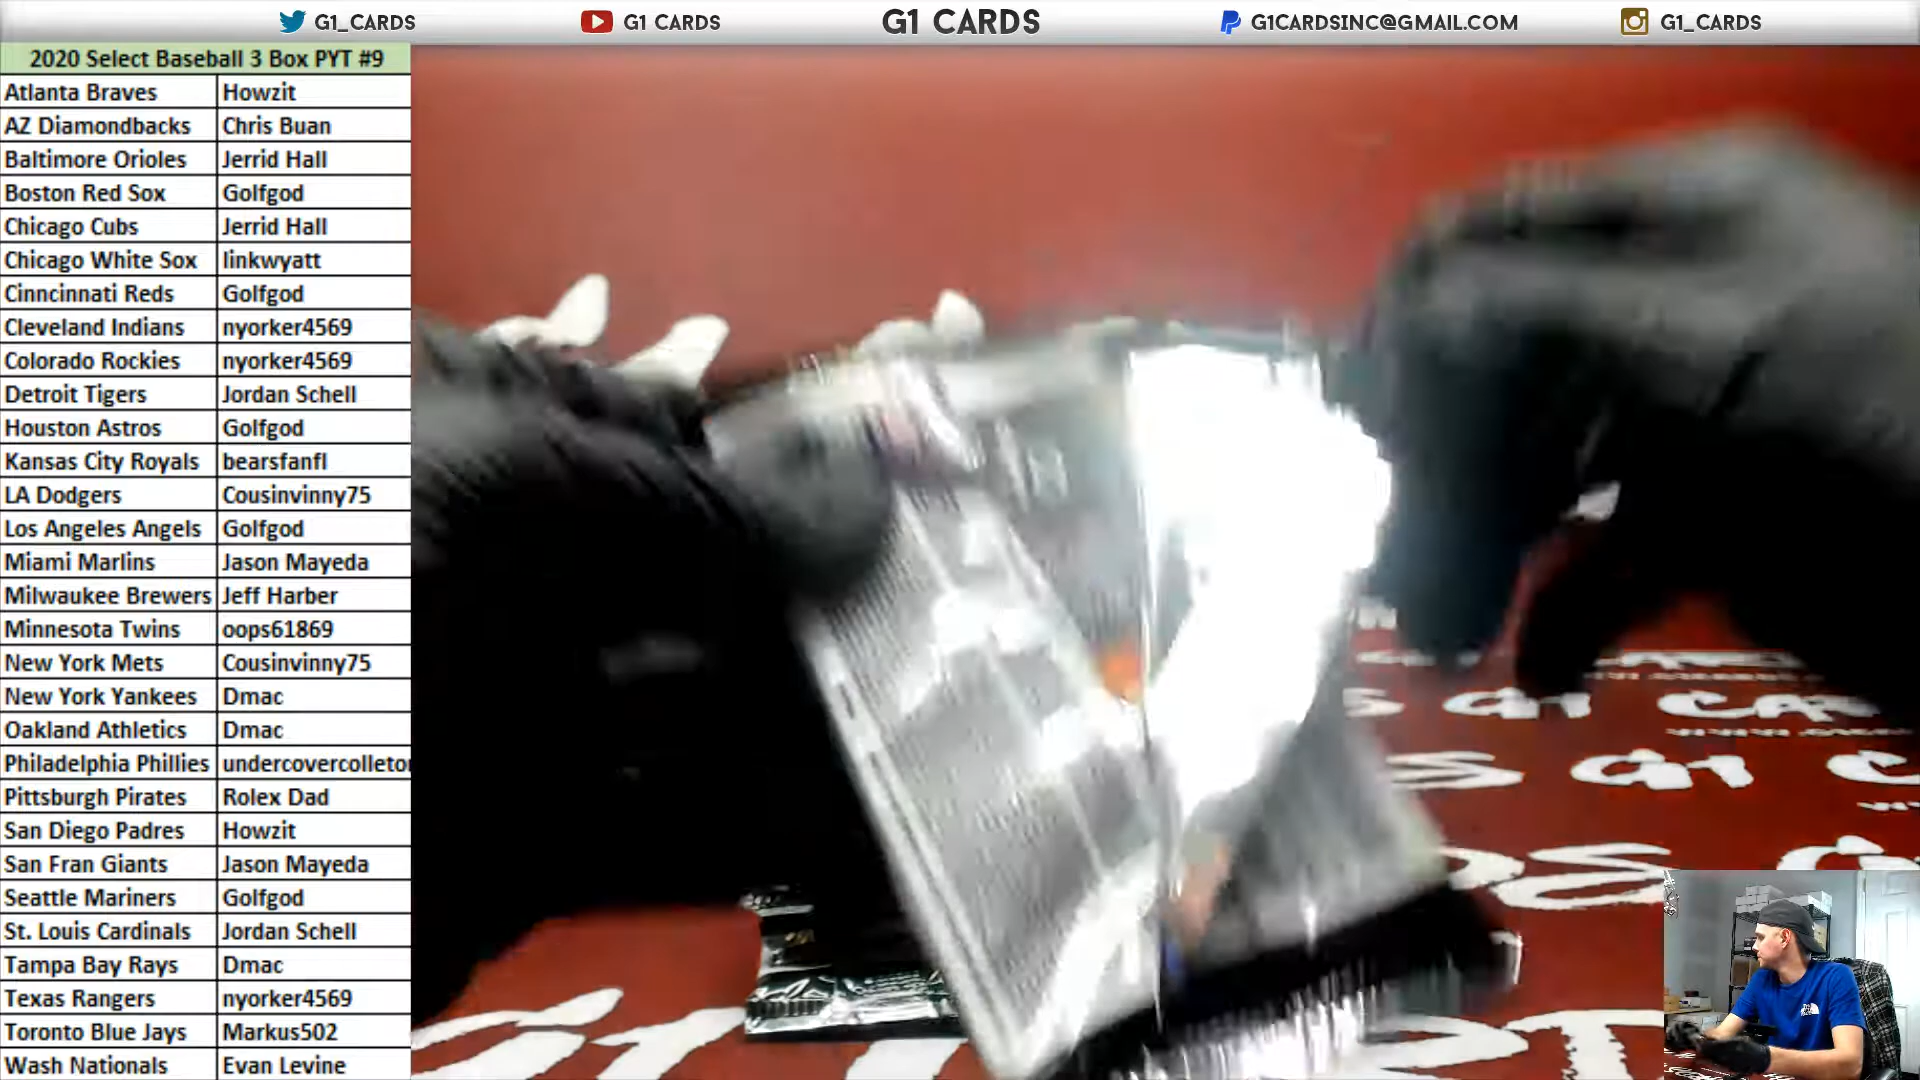 G1_CARDS G1 CARDS G1 CARDS G1CARDSINC@GMAIL.COM G1_CARDS
2020 Select Baseball 3 Box PYT #9
Atlanta Braves Howzit
AZ Diamondbacks Chris Buan
Baltimore Orioles Jerrid Hall
Boston Red Sox Golfgod
Chicago Cubs Jerrid Hall
Chicago White Sox linkwyatt
Cinncinnati Reds Golfgod
Cleveland Indians nyorker4569
Colorado Rockies nyorker4569
Detroit Tigers Jordan Schell
Houston Astros Golfgod
Kansas City Royals bearsfanfl
LA Dodgers Cousinvinny75
Los Angeles Angels Golfgod
Miami Marlins Jason Mayeda
Milwaukee Brewers Jeff Harber
Minnesota Twins oops61869
New York Mets Cousinvinny75
New York Yankees Dmac
Oakland Athletics Dmac
Philadelphia Phillies undercovercolletor
Pittsburgh Pirates Rolex Dad
San Diego Padres Howzit
San Fran Giants Jason Mayeda
Seattle Mariners Golfgod
St. Louis Cardinals Jordan Schell
Tampa Bay Rays Dmac
Texas Rangers nyorker4569
Toronto Blue Jays Markus502
Wash Nationals Evan Levine
S G1 CAR
S G1 C